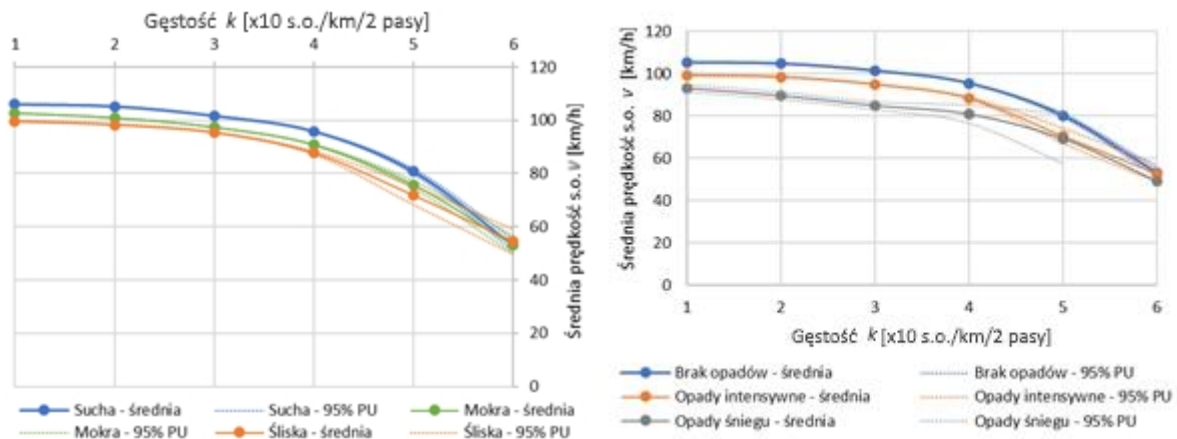 Gęstość k [x10 s.o./km/2 pasy]
1 2 3 4 5 6
120
100
80
60
40
20
0
Średnia prędkość s.o. v [km/h]
Sucha - średnia Sucha - 95% PU Mokra - średnia
Mokra - 95% PU Śliska - średnia Śliska - 95% PU
Średnia prędkość s.o. v [km/h]
120
100
80
60
40
20
0
1 2 3 4 5 6
Gęstość k [x10 s.o./km/2 pasy]
Brak opadów - średnia Brak opadów - 95% PU
Opady intensywne - średnia Opady intensywne - 95% PU
Opady śniegu - średnia Opady śniegu - 95% PU